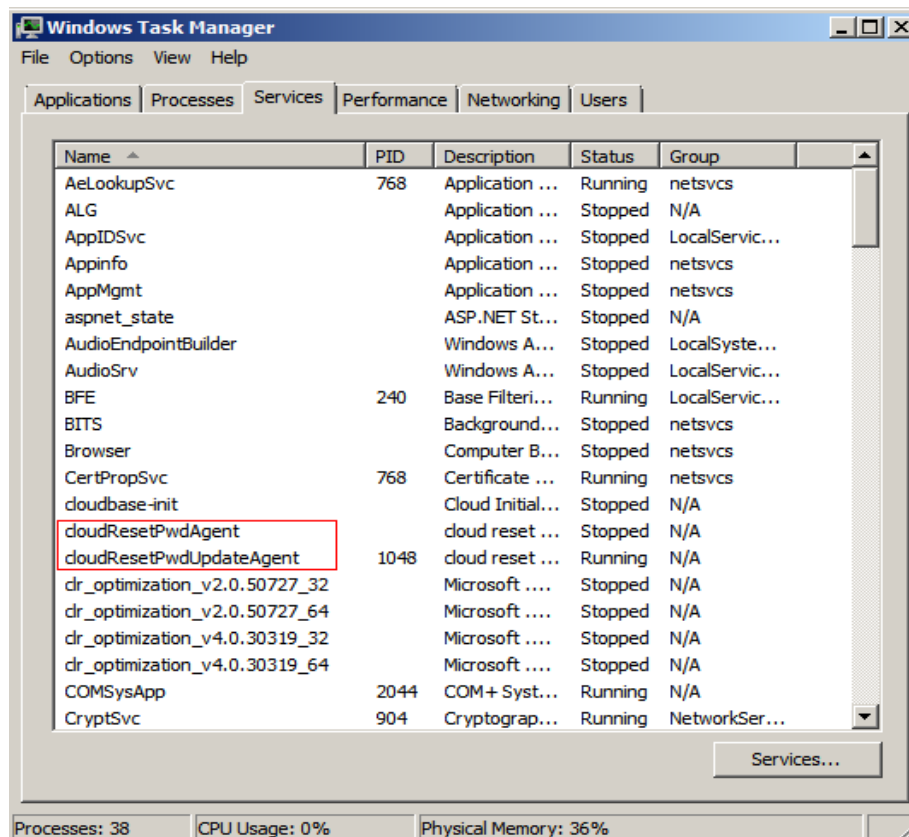 Windows Task Manager
File Options View Help
Applications Processes Services Performance Networking Users
Name PID Description Status Group
AeLookupSvc 768 Application ... Running netsvcs
ALG Application ... Stopped N/A
AppIDSvc Application ... Stopped LocalServic...
Appinfo Application ... Stopped netsvcs
AppMgmt Application ... Stopped netsvcs
aspnet_state ASP.NET St... Stopped N/A
AudioEndpointBuilder Windows A... Stopped LocalSyste...
AudioSrv Windows A... Stopped LocalServic...
BFE 240 Base Filteri... Running LocalServic...
BITS Background... Stopped netsvcs
Browser Computer B... Stopped netsvcs
CertPropSvc 768 Certificate ... Running netsvcs
cloudbase-init Cloud Initial... Stopped N/A
cloudResetPwdAgent cloud reset ... Stopped N/A
cloudResetPwdUpdateAgent 1048 cloud reset ... Running N/A
clr_optimization_v2.0.50727_32 Microsoft .... Stopped N/A
clr_optimization_v2.0.50727_64 Microsoft .... Stopped N/A
clr_optimization_v4.0.30319_32 Microsoft .... Stopped N/A
clr_optimization_v4.0.30319_64 Microsoft .... Stopped N/A
COMSysApp 2044 COM+ Syst... Running N/A
CryptSvc 904 Cryptograp... Running NetworkSer...
Services...
Processes: 38 CPU Usage: 0% Physical Memory: 36%